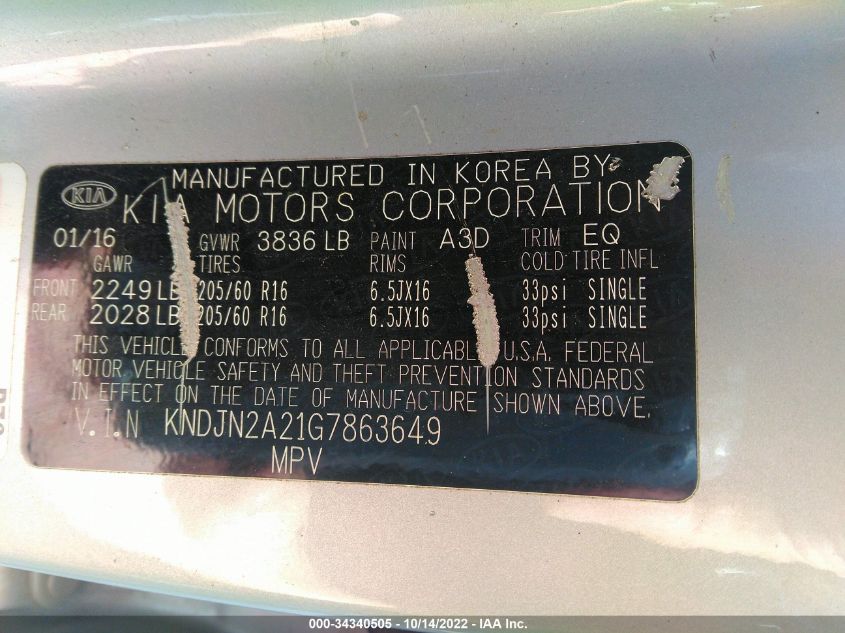 MANUFACTURED IN KOREA BY
KIA KIA MOTORS CORPORATION
01/16 GVWR 3836 LB PAINT A3D TRIM EQ
GAWR TIRES RIMS COLD TIRE INFL
FRONT 2249 LB 205/60 R16 6.5JX16 33psi SINGLE
REAR 2028 LB 205/60 R16 6.5JX16 33psi SINGLE
THIS VEHICLE CONFORMS TO ALL APPLICABLE U.S.A. FEDERAL
MOTOR VEHICLE SAFETY AND THEFT PREVENTION STANDARDS
IN EFFECT ON THE DATE OF MANUFACTURE SHOWN ABOVE.
V.I.N KNDJN2A21G7863649
MPV
000-34340505 - 10/14/2022 - IAA Inc.